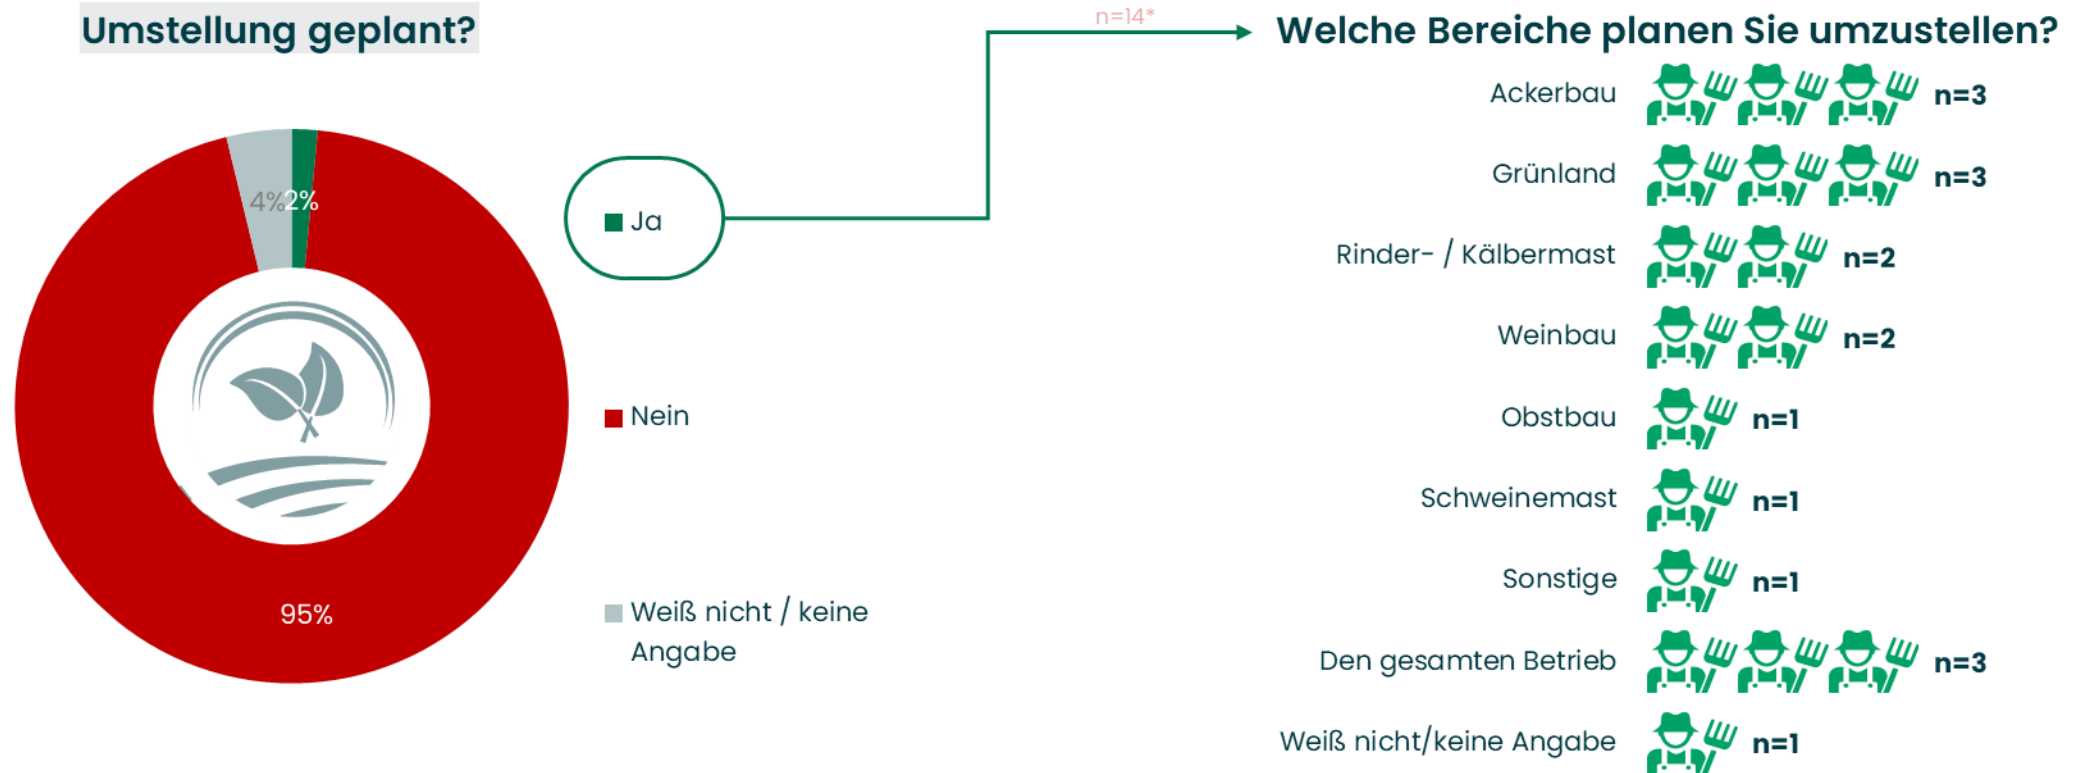 Umstellung geplant?
n=14*
Welche Bereiche planen Sie umzustellen?
4%
2%
95%
Ja
Nein
Weiß nicht / keine
Angabe
Ackerbau n=3
Grünland n=3
Rinder- / Kälbermast n=2
Weinbau n=2
Obstbau n=1
Schweinemast n=1
Sonstige n=1
Den gesamten Betrieb n=3
Weiß nicht/keine Angabe n=1